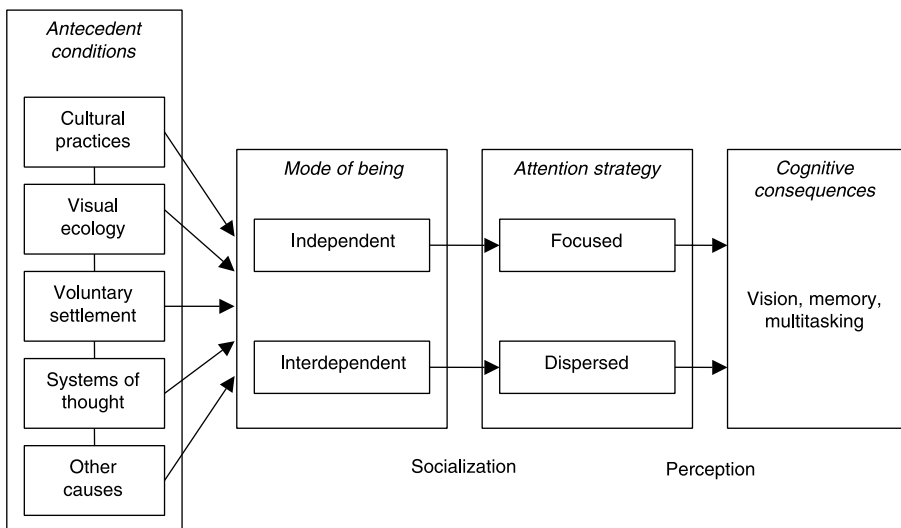 Antecedent
conditions
Cultural
practices
Visual
ecology
Voluntary
settlement
Systems of
thought
Other
causes
Mode of being
Independent
Interdependent
Attention strategy
Focused
Dispersed
Cognitive
consequences
Vision, memory,
multitasking
Socialization
Perception